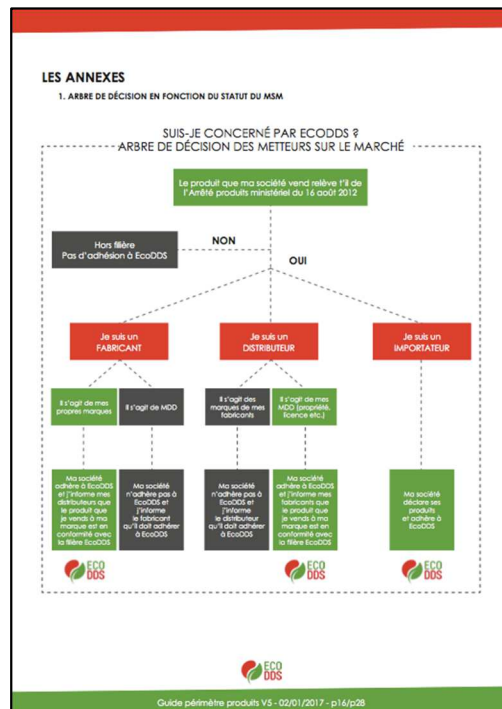 LES ANNEXES
1. ARBRE DE DÉCISION EN FONCTION DU STATUT DU MSM
SUIS-JE CONCERNÉ PAR ECODDS ?
ARBRE DE DÉCISION DES METTEURS SUR LE MARCHÉ
Le produit que ma société vend relève t'il de
l'Arrêté produits ministériel du 16 août 2012
Hors filière
Pas d'adhésion à EcoDDS
NON
OUI
Je suis un
FABRICANT
Je suis un
DISTRIBUTEUR
Je suis un
IMPORTATEUR
Il s'agit de mes
propres marques
Il s'agit de MDD
Il s'agit des
marques de mes
fabricants
Il s'agit de mes
MDD (propriété,
licence etc.)
Ma société
adhère à EcoDDS
et j'informe mes
distributeurs que
le produit que
je vends à ma
marque est en
conformité avec
la filière EcoDDS
Ma société
n'adhère pas à
EcoDDS et
j'informe
le fabricant
qu'il doit adhérer
à EcoDDS
Ma société
n'adhère pas à
EcoDDS et
j'informe
le distributeur
qu'il doit adhérer
à EcoDDS
Ma société
adhère à EcoDDS
et j'informe mes
fabricants que
le produit que
je vends à ma
marque est en
conformité avec
la filière EcoDDS
Ma société
déclare ses
produits
et adhère à
EcoDDS
ECO
DDS
ECO
DDS
ECO
DDS
ECO
DDS
Guide périmètre produits V5 - 02/01/2017 - p16/p28